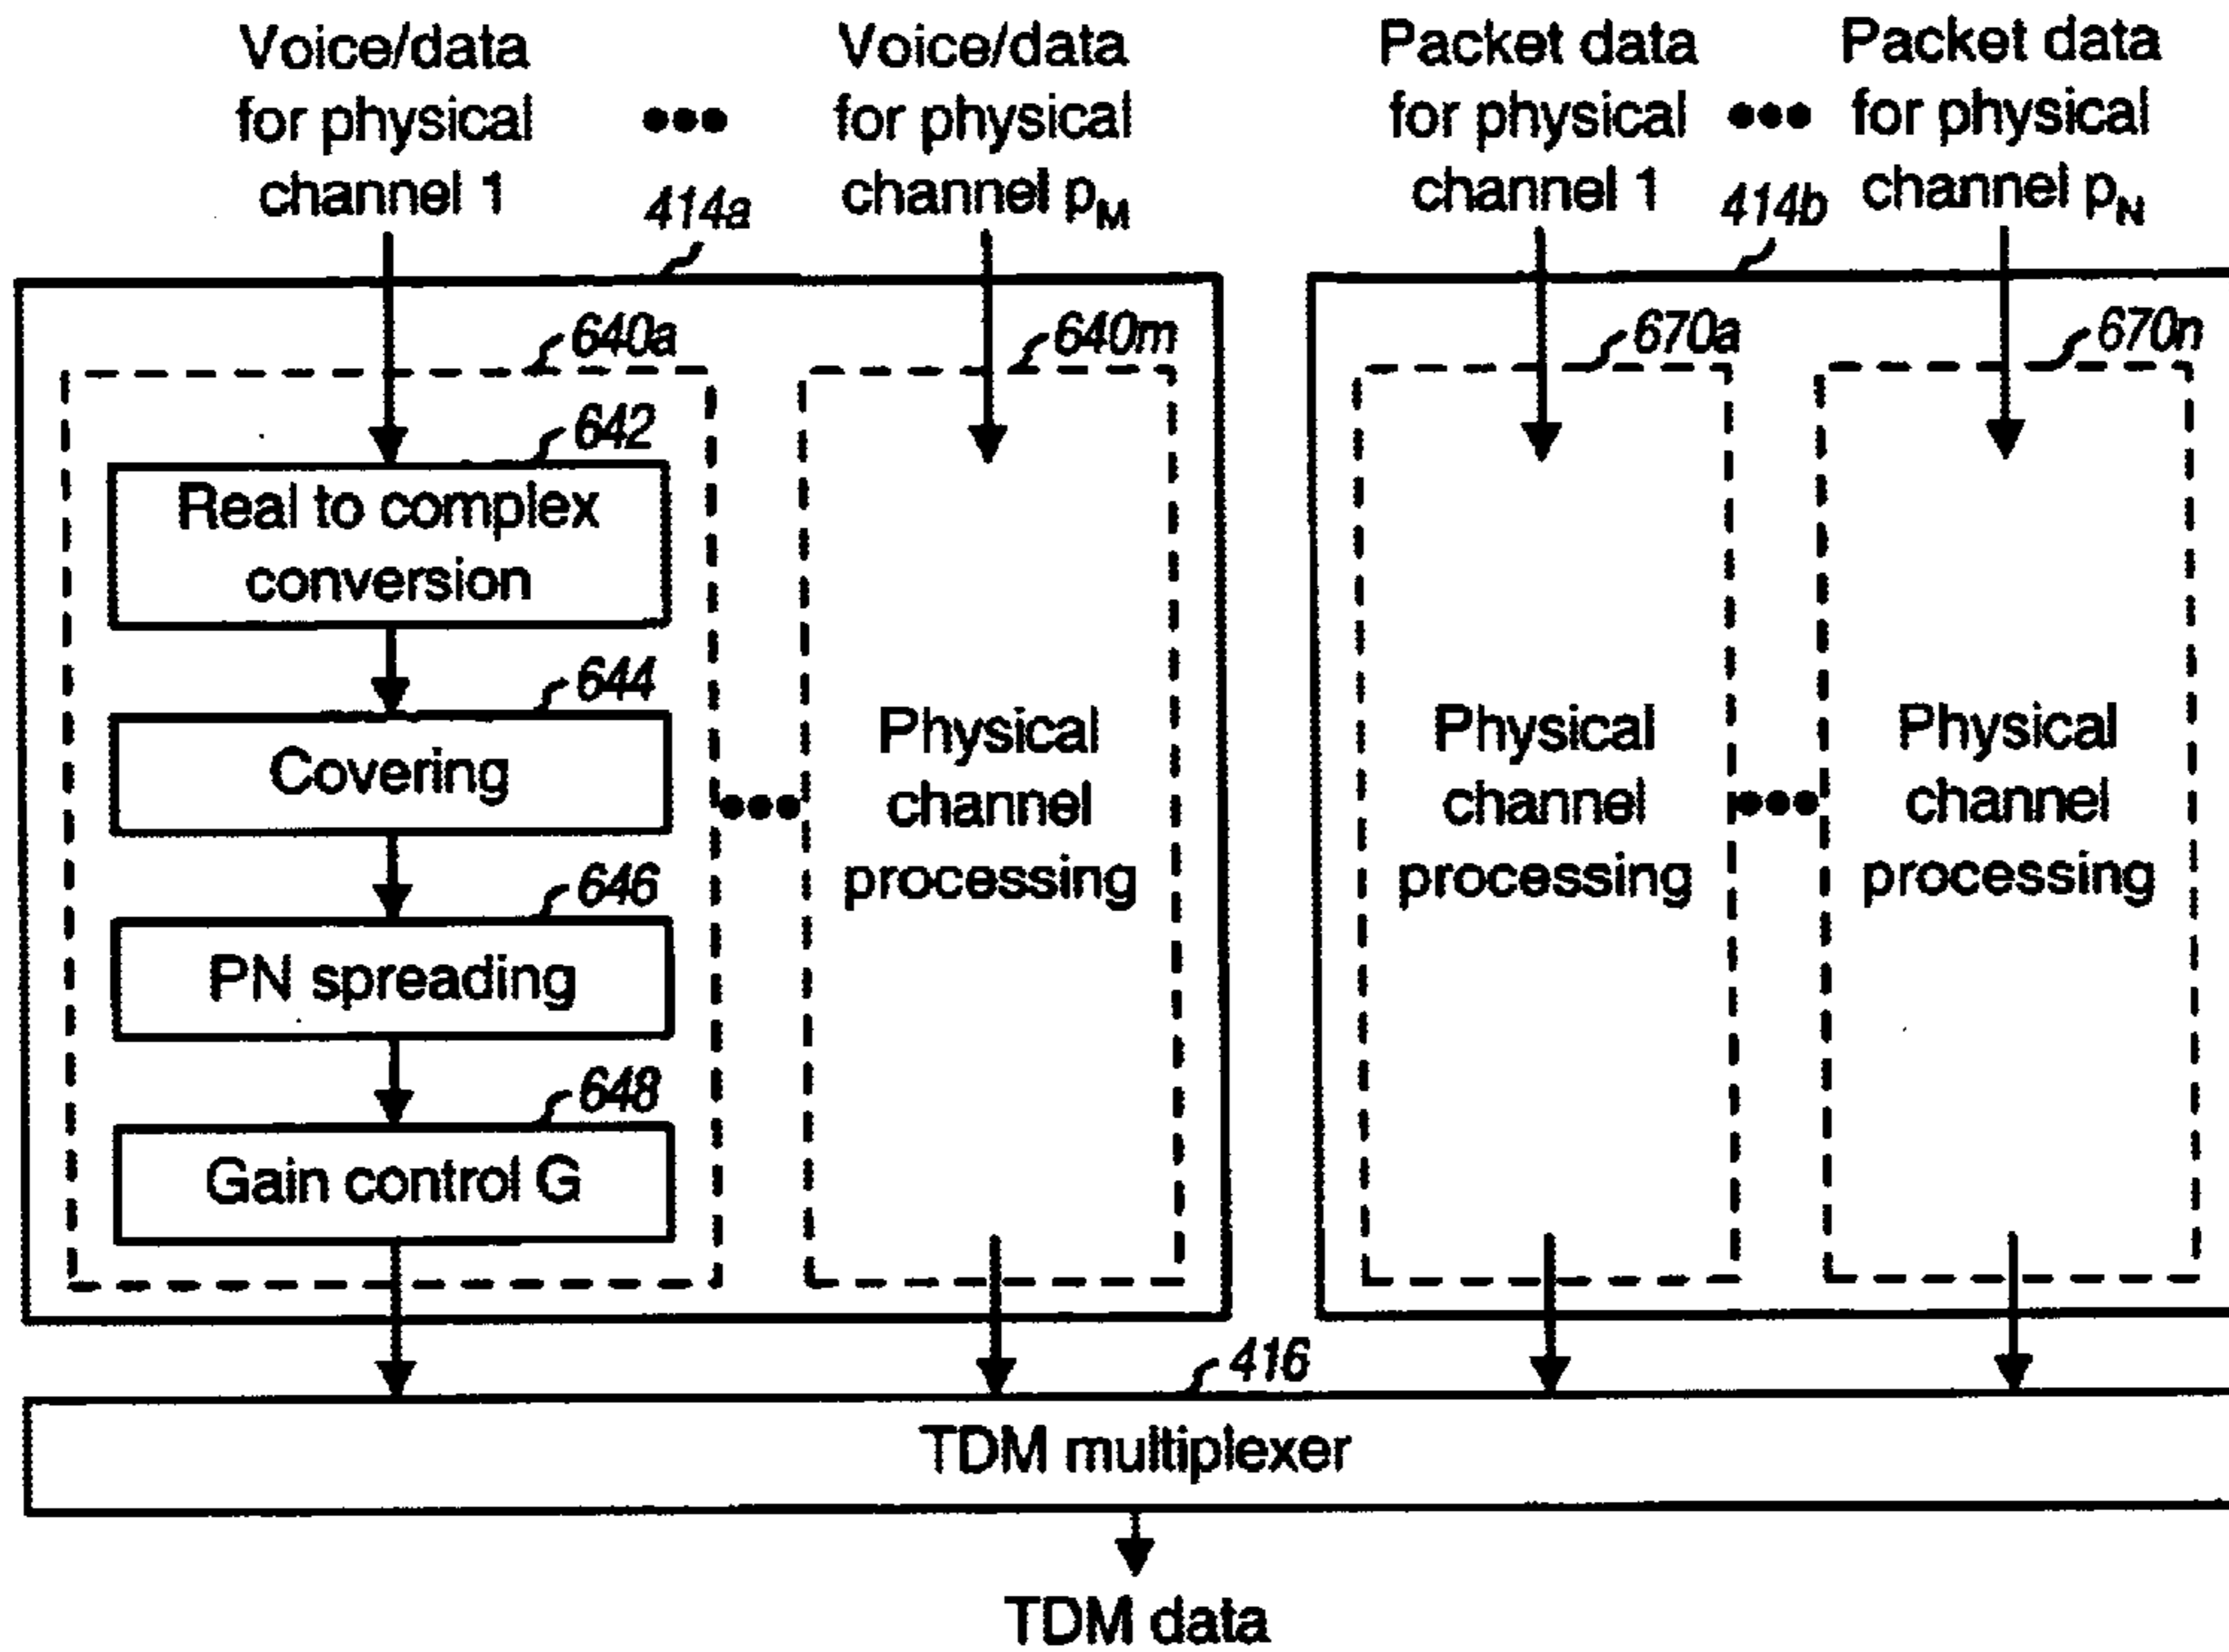 Voice/data
for physical
channel 1
Voice/data
for physical
channel pM
Packet data
for physical
channel 1
Packet data
for physical
channel pN
414a
414b
640a
640m
670a
670n
642
Real to complex
conversion
644
Covering
646
PN spreading
648
Gain control G
Physical
channel
processing
Physical
channel
processing
Physical
channel
processing
416
TDM multiplexer
TDM data